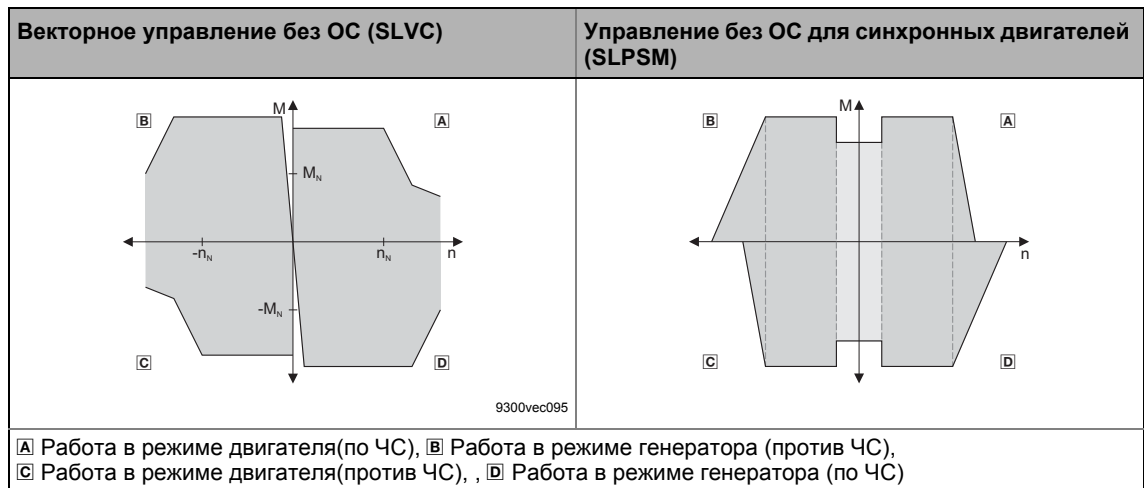 Векторное управление без ОС (SLVC)
Управление без ОС для синхронных двигателей
(SLPSM)
M
B
A
M_N
-n_N
n_N
n
-M_N
C
D
9300vec095
M
B
A
n
C
D
A Работа в режиме двигателя(по ЧС), B Работа в режиме генератора (против ЧС),
C Работа в режиме двигателя(против ЧС), , D Работа в режиме генератора (по ЧС)